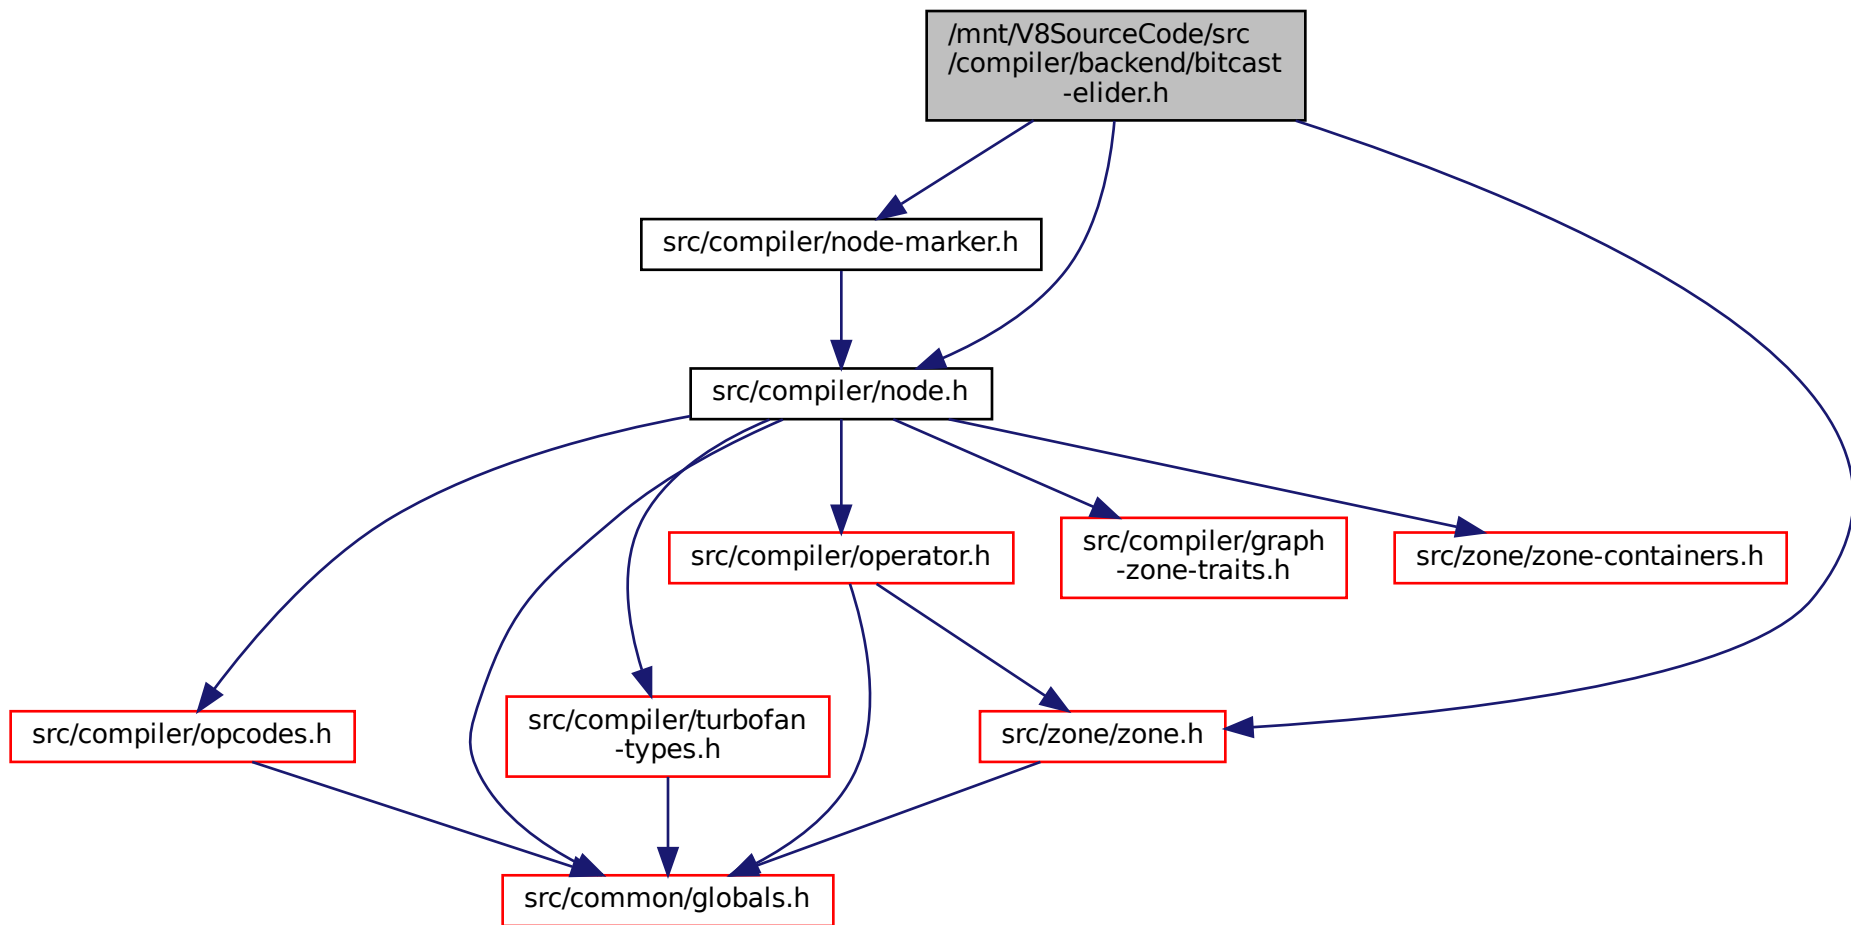 /mnt/V8SourceCode/src
/compiler/backend/bitcast
-elider.h
src/compiler/node-marker.h
src/compiler/node.h
src/compiler/operator.h
src/compiler/graph
-zone-traits.h
src/zone/zone-containers.h
src/compiler/opcodes.h
src/compiler/turbofan
-types.h
src/zone/zone.h
src/common/globals.h